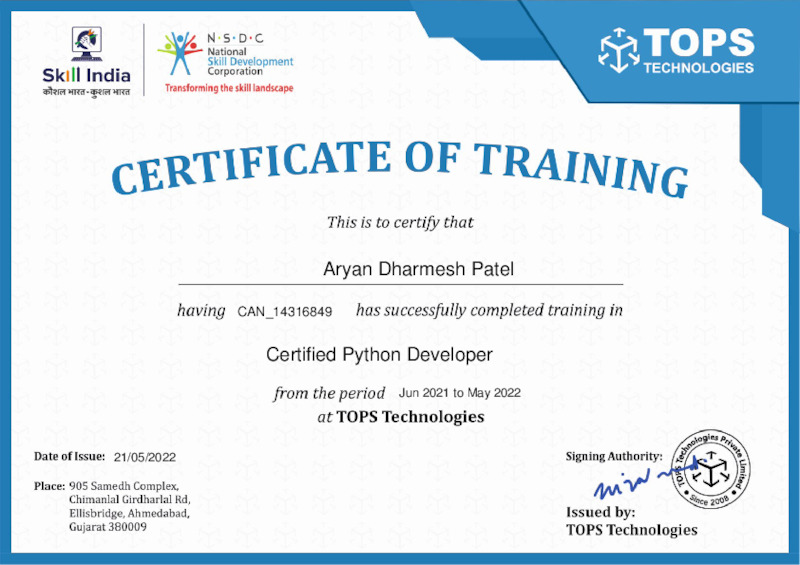 Skill India
कौशल भारत-कुशल भारत
N·S·D·C
National
Skill Development
Corporation
Transforming the skill landscape
TOPS
TECHNOLOGIES
CERTIFICATE OF TRAINING
This is to certify that
Aryan Dharmesh Patel
having CAN_14316849 has successfully completed training in
Certified Python Developer
from the period Jun 2021 to May 2022
at TOPS Technologies
Date of Issue: 21/05/2022
Place: 905 Samedh Complex,
Chimanlal Girdharlal Rd,
Ellisbridge, Ahmedabad,
Gujarat 380009
Signing Authority:
TOPS Technologies Private Limited
Since 2008
Issued by:
TOPS Technologies